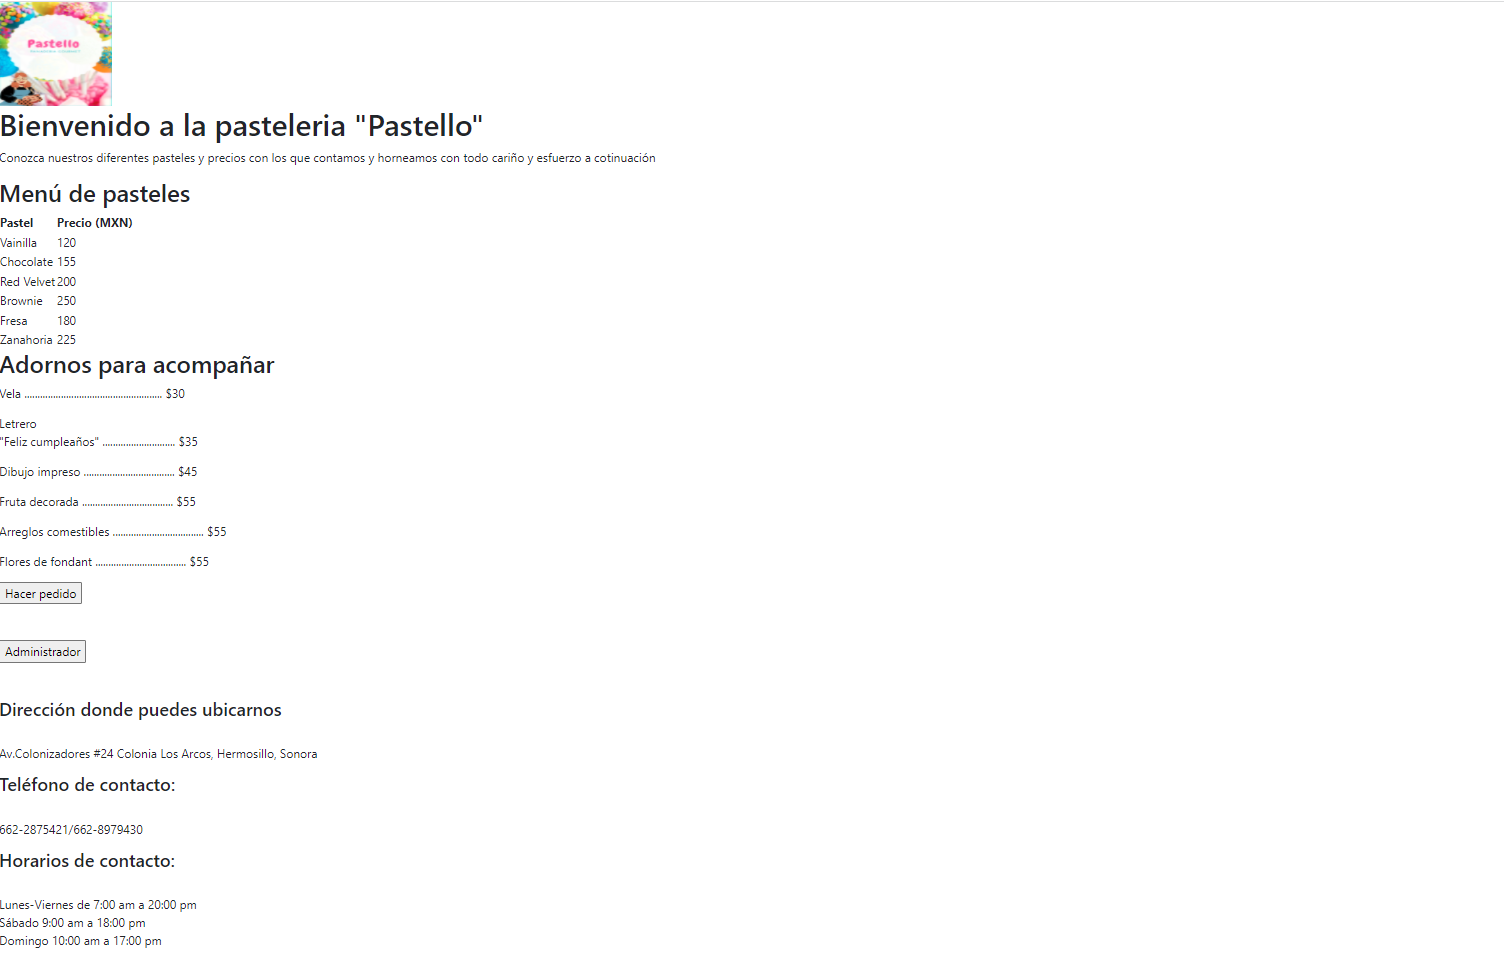 Pastello
Bienvenido a la pasteleria "Pastello"
Conozca nuestros diferentes pasteles y precios con los que contamos y horneamos con todo cariño y esfuerzo a cotinuación
Menú de pasteles
Pastel Precio (MXN)
Vainilla 120
Chocolate 155
Red Velvet 200
Brownie 250
Fresa 180
Zanahoria 225
Adornos para acompañar
Vela ..................................................... $30
Letrero
"Feliz cumpleaños" ............................ $35
Dibujo impreso ................................... $45
Fruta decorada ................................... $55
Arreglos comestibles ................................... $55
Flores de fondant ................................... $55
Hacer pedido
Administrador
Dirección donde puedes ubicarnos
Av.Colonizadores #24 Colonia Los Arcos, Hermosillo, Sonora
Teléfono de contacto:
662-2875421/662-8979430
Horarios de contacto:
Lunes-Viernes de 7:00 am a 20:00 pm
Sábado 9:00 am a 18:00 pm
Domingo 10:00 am a 17:00 pm